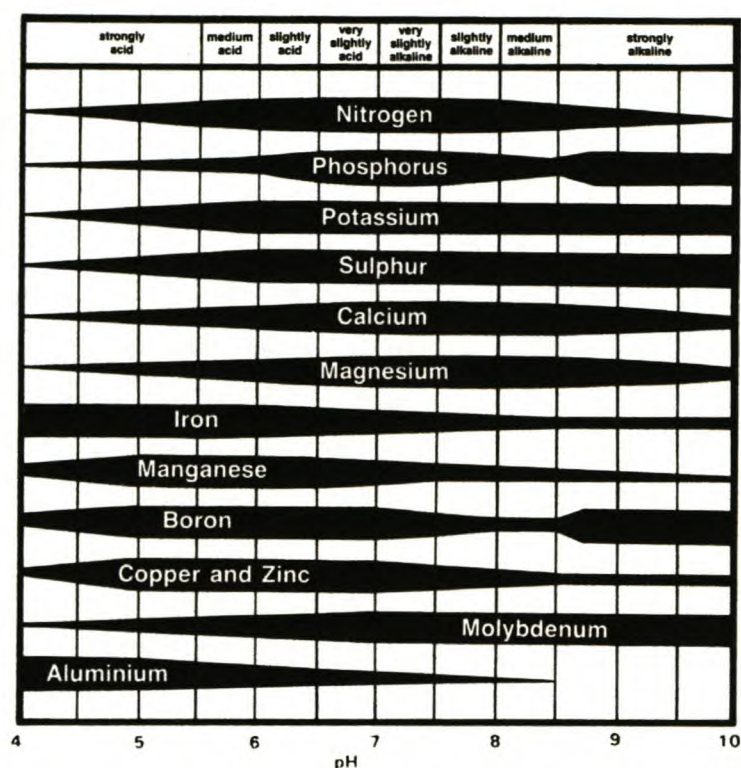 strongly acid
medium acid
slightly acid
very slightly acid
very slightly alkaline
slightly alkaline
medium alkaline
strongly alkaline
Nitrogen
Phosphorus
Potassium
Sulphur
Calcium
Magnesium
Iron
Manganese
Boron
Copper and Zinc
Molybdenum
Aluminium
4 5 6 7 8 9 10
pH